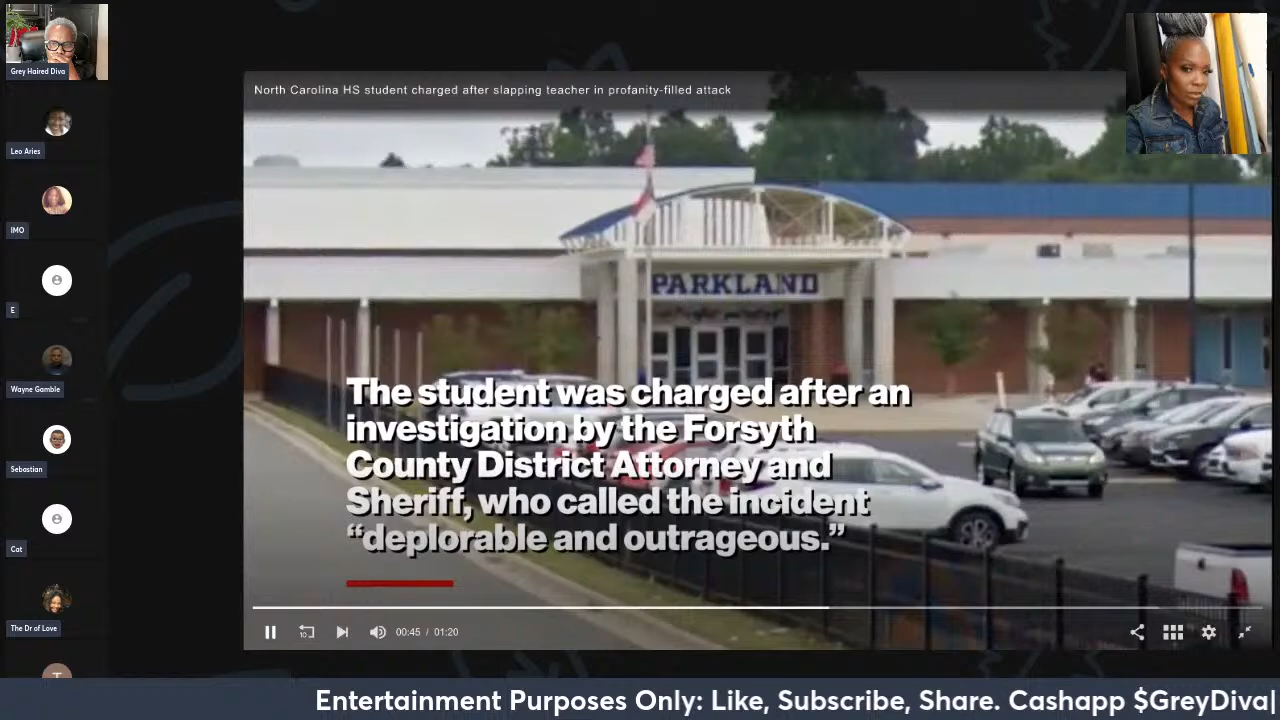 Grey Haired Diva
Leo Aries
IMO
E
Wayne Gamble
Sebastian
Cat
The Dr of Love
T
North Carolina HS student charged after slapping teacher in profanity-filled attack
PARKLAND
The student was charged after an
investigation by the Forsyth
County District Attorney and
Sheriff, who called the incident
“deplorable and outrageous.”
10
00:45 / 01:20
Entertainment Purposes Only: Like, Subscribe, Share. Cashapp $GreyDiva|